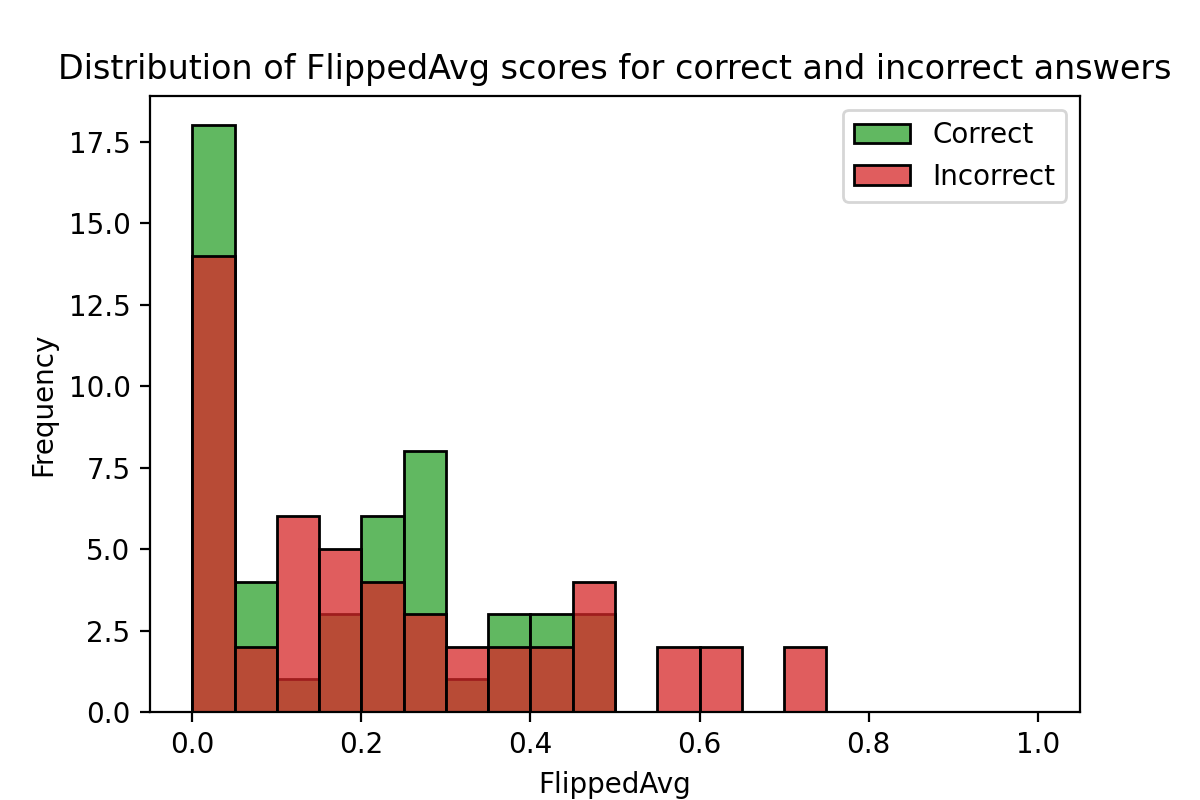 Distribution of FlippedAvg scores for correct and incorrect answers
Correct
Incorrect
17.5
15.0
12.5
10.0
7.5
5.0
2.5
0.0
Frequency
0.0 0.2 0.4 0.6 0.8 1.0
FlippedAvg